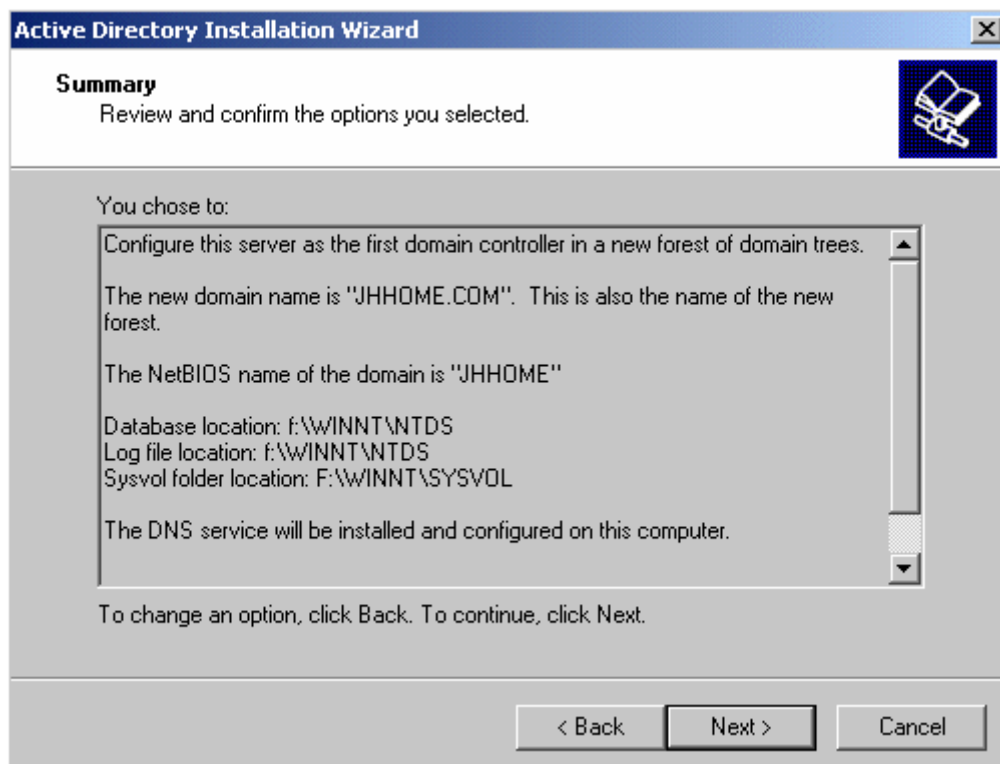 Active Directory Installation Wizard
Summary
Review and confirm the options you selected.
You chose to:
Configure this server as the first domain controller in a new forest of domain trees.
The new domain name is "JHHOME.COM".  This is also the name of the new
forest.
The NetBIOS name of the domain is "JHHOME"
Database location: f:\WINNT\NTDS
Log file location: f:\WINNT\NTDS
Sysvol folder location: F:\WINNT\SYSVOL
The DNS service will be installed and configured on this computer.
To change an option, click Back. To continue, click Next.
< Back
Next >
Cancel